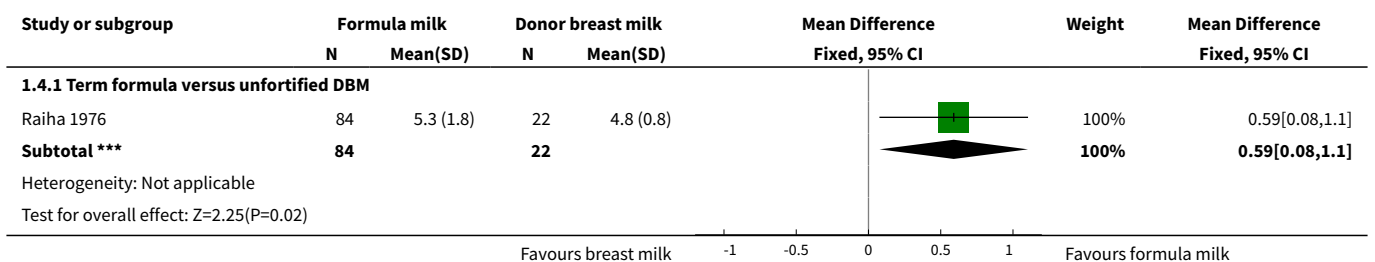 Study or subgroup Formula milk Donor breast milk Mean Difference Weight Mean Difference
N Mean(SD) N Mean(SD) Fixed, 95% CI Fixed, 95% CI
1.4.1 Term formula versus unfortified DBM
Raiha 1976 84 5.3 (1.8) 22 4.8 (0.8) 100% 0.59[0.08,1.1]
Subtotal *** 84 22 100% 0.59[0.08,1.1]
Heterogeneity: Not applicable
Test for overall effect: Z=2.25(P=0.02)
Favours breast milk -1 -0.5 0 0.5 1 Favours formula milk